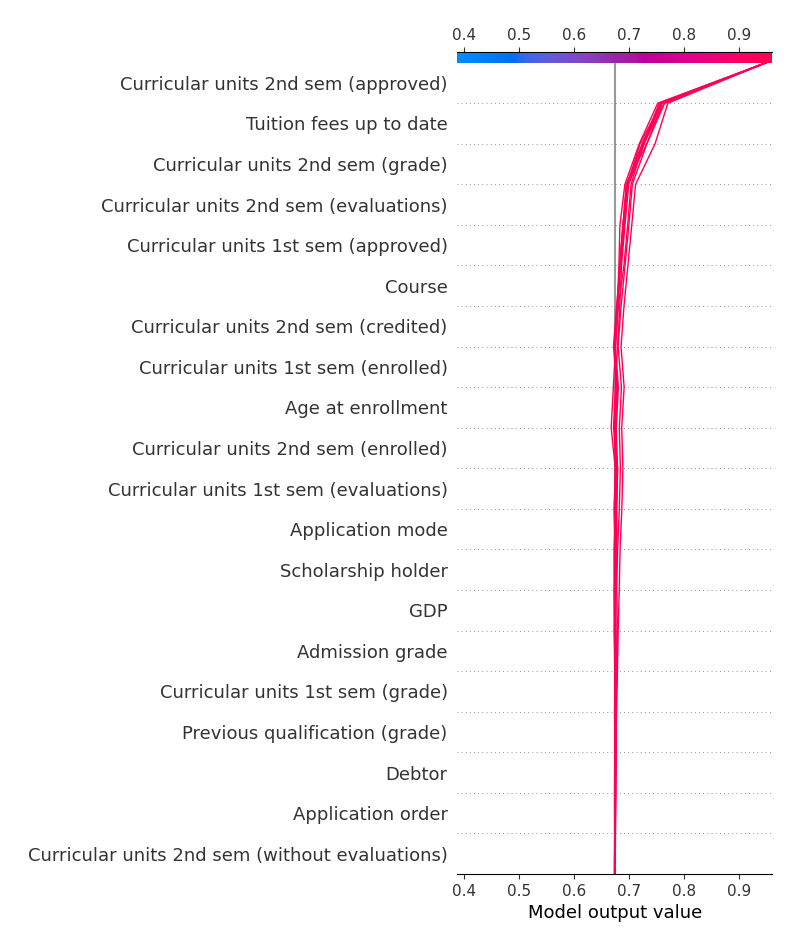 0.4 0.5 0.6 0.7 0.8 0.9
Curricular units 2nd sem (approved)
Tuition fees up to date
Curricular units 2nd sem (grade)
Curricular units 2nd sem (evaluations)
Curricular units 1st sem (approved)
Course
Curricular units 2nd sem (credited)
Curricular units 1st sem (enrolled)
Age at enrollment
Curricular units 2nd sem (enrolled)
Curricular units 1st sem (evaluations)
Application mode
Scholarship holder
GDP
Admission grade
Curricular units 1st sem (grade)
Previous qualification (grade)
Debtor
Application order
Curricular units 2nd sem (without evaluations)
0.4 0.5 0.6 0.7 0.8 0.9
Model output value